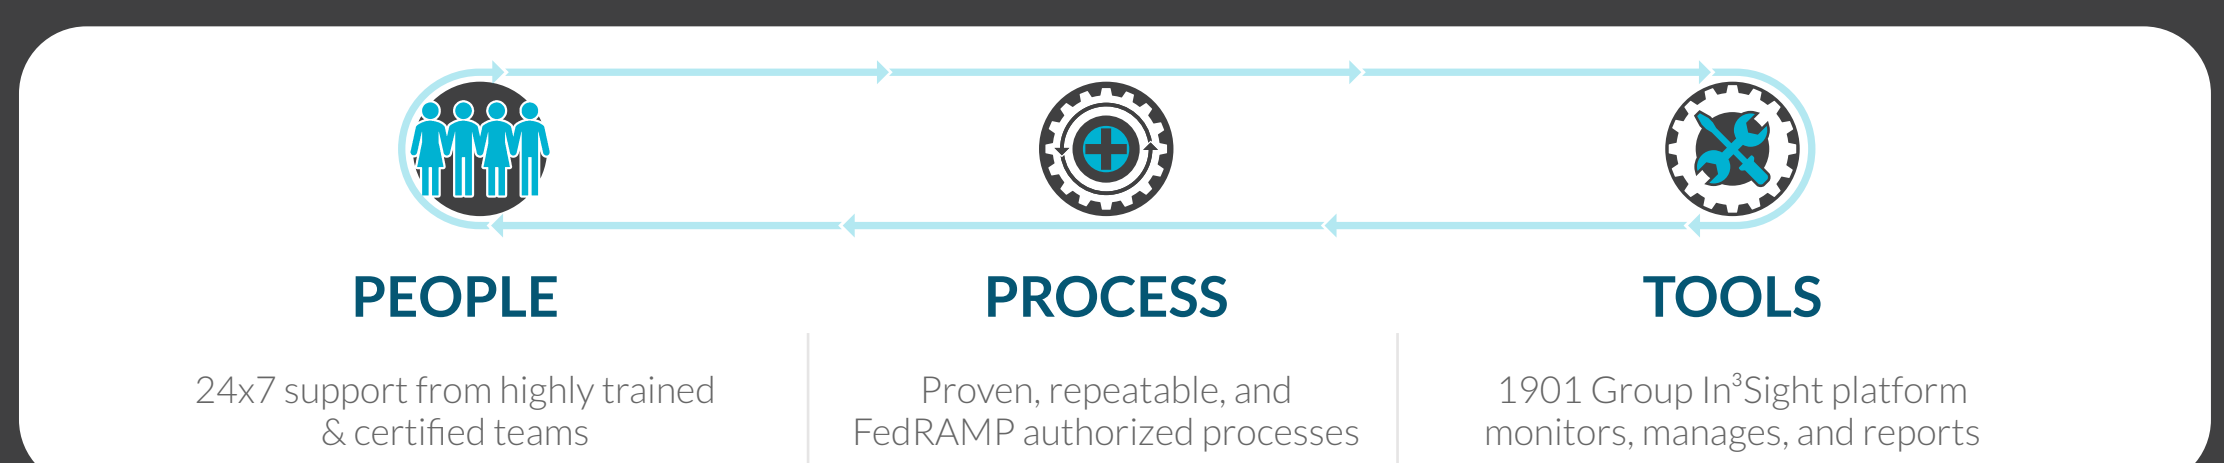 PEOPLE
24x7 support from highly trained
& certified teams
PROCESS
Proven, repeatable, and
FedRAMP authorized processes
TOOLS
1901 Group In³Sight platform
monitors, manages, and reports